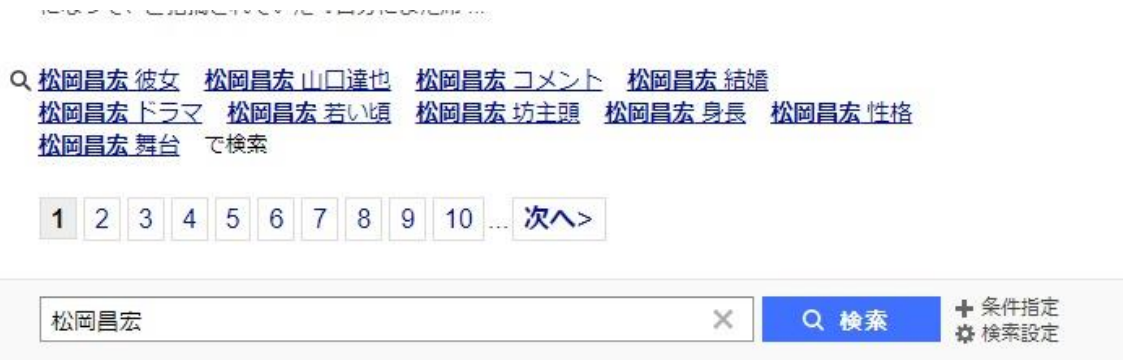 松岡昌宏 彼女 松岡昌宏 山口達也 松岡昌宏 コメント 松岡昌宏 結婚
松岡昌宏 ドラマ 松岡昌宏 若い頃 松岡昌宏 坊主頭 松岡昌宏 身長 松岡昌宏 性格
松岡昌宏 舞台 で検索
1 2 3 4 5 6 7 8 9 10 ... 次へ>
松岡昌宏 × 検索 + 条件指定
検索設定